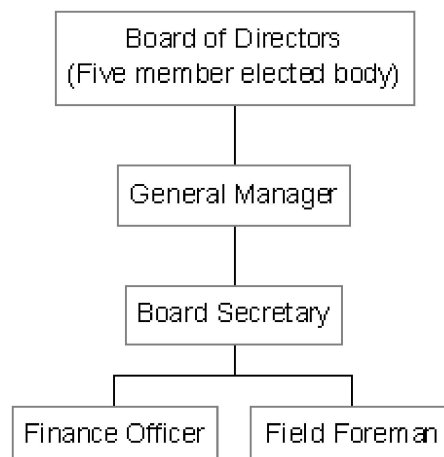 Board of Directors
(Five member elected body)
General Manager
Board Secretary
Finance Officer
Field Foreman